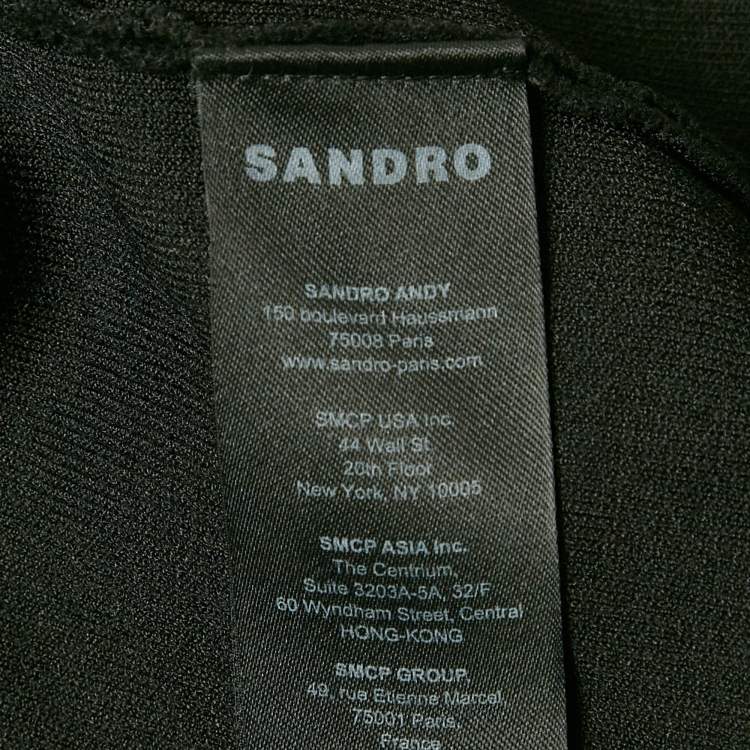 SANDRO
SANDRO ANDY
150 boulevard Haussmann
75008 Paris
www.sandro-paris.com
SMCP USA Inc.
44 Wall St
20th Floor
New York, NY 10005
SMCP ASIA Inc.
The Centrium,
Suite 3203A-5A, 32/F
60 Wyndham Street, Central
HONG-KONG
SMCP GROUP,
49, rue Etienne Marcel,
75001 Paris,
France